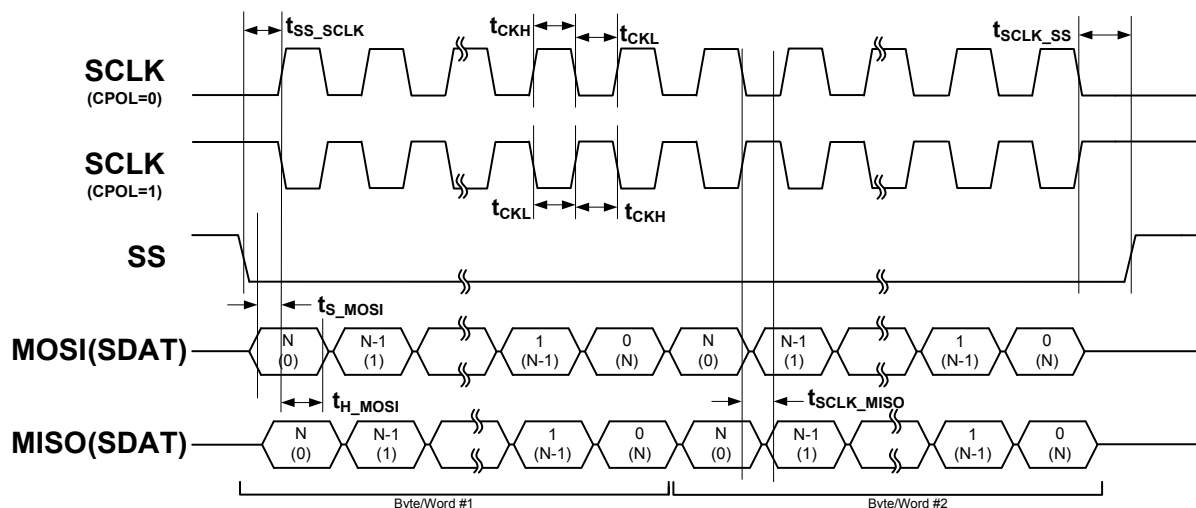 tSS_SCLK
tCKH
tCKL
tSCLK_SS
SCLK
(CPOL=0)
SCLK
(CPOL=1)
tCKL
tCKH
SS
tS_MOSI
MOSI(SDAT)
N N-1 1 0 N N-1 1 0
(0) (1) (N-1) (N) (0) (1) (N-1) (N)
tH_MOSI
tSCLK_MISO
MISO(SDAT)
N N-1 1 0 N N-1 1 0
(0) (1) (N-1) (N) (0) (1) (N-1) (N)
Byte/Word #1
Byte/Word #2